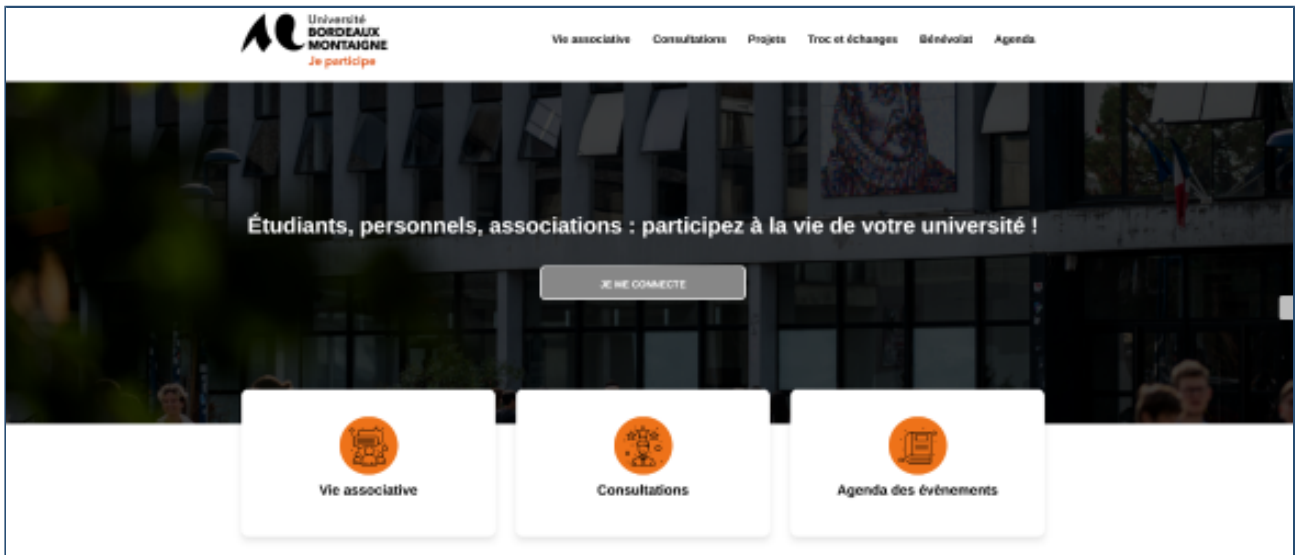 Université
BORDEAUX
MONTAIGNE
Je participe
Vie associative Consultations Projets Troc et échanges Bénévolat Agenda
Étudiants, personnels, associations : participez à la vie de votre université !
JE ME CONNECTE
Vie associative
Consultations
Agenda des événements